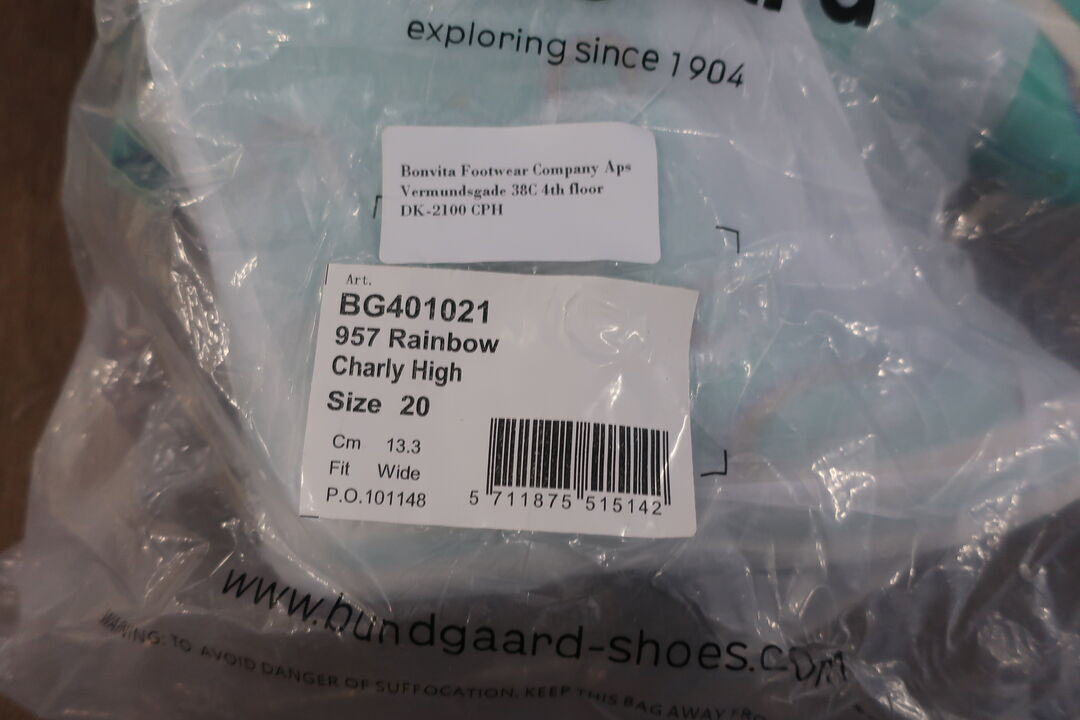 exploring since 1904
Bonvita Footwear Company Aps
Vermundsgade 38C 4th floor
DK-2100 CPH
Art.
BG401021
957 Rainbow
Charly High
Size 20
Cm 13.3
Fit Wide
P.O.101148
5 711875 515142
www.bundgaard-shoes.com
WARNING: TO AVOID DANGER OF SUFFOCATION, KEEP THIS BAG AWAY